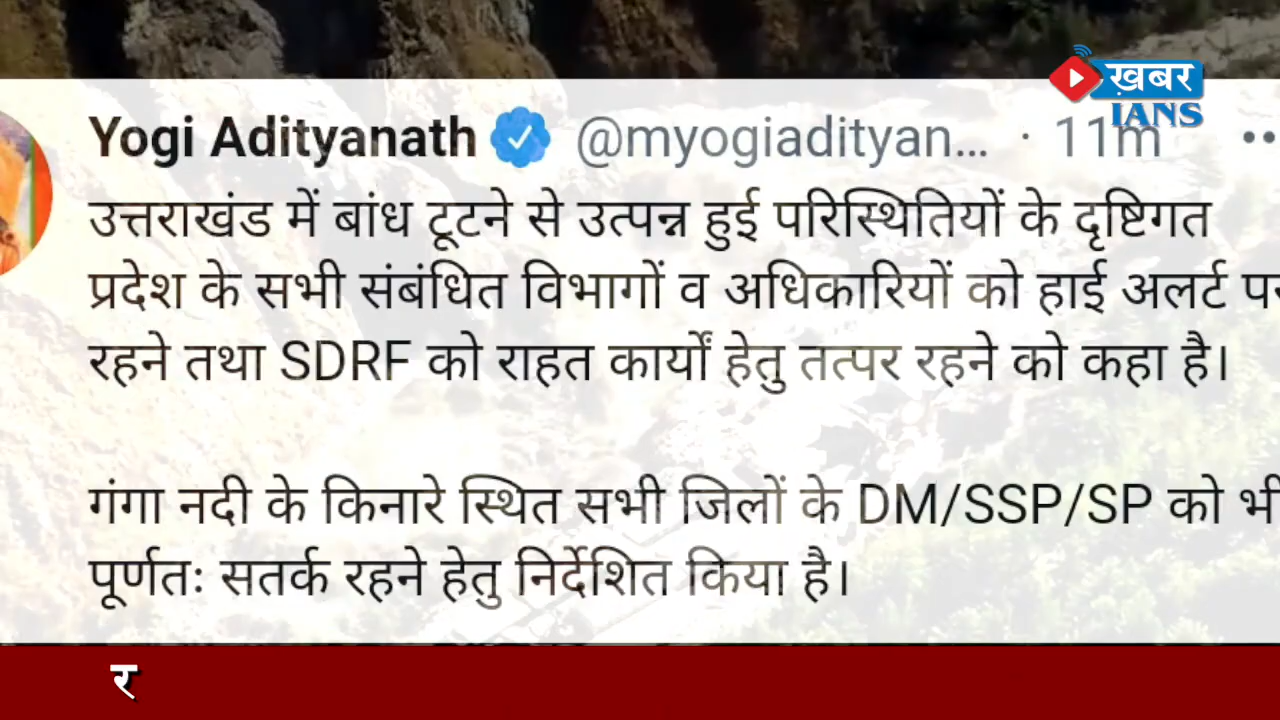 ख़बर
IANS
Yogi Adityanath @myogiadityan... · 11m
उत्तराखंड में बांध टूटने से उत्पन्न हुई परिस्थितियों के दृष्टिगत
प्रदेश के सभी संबंधित विभागों व अधिकारियों को हाई अलर्ट पर
रहने तथा SDRF को राहत कार्यों हेतु तत्पर रहने को कहा है।
गंगा नदी के किनारे स्थित सभी जिलों के DM/SSP/SP को भी
पूर्णतः सतर्क रहने हेतु निर्देशित किया है।
र